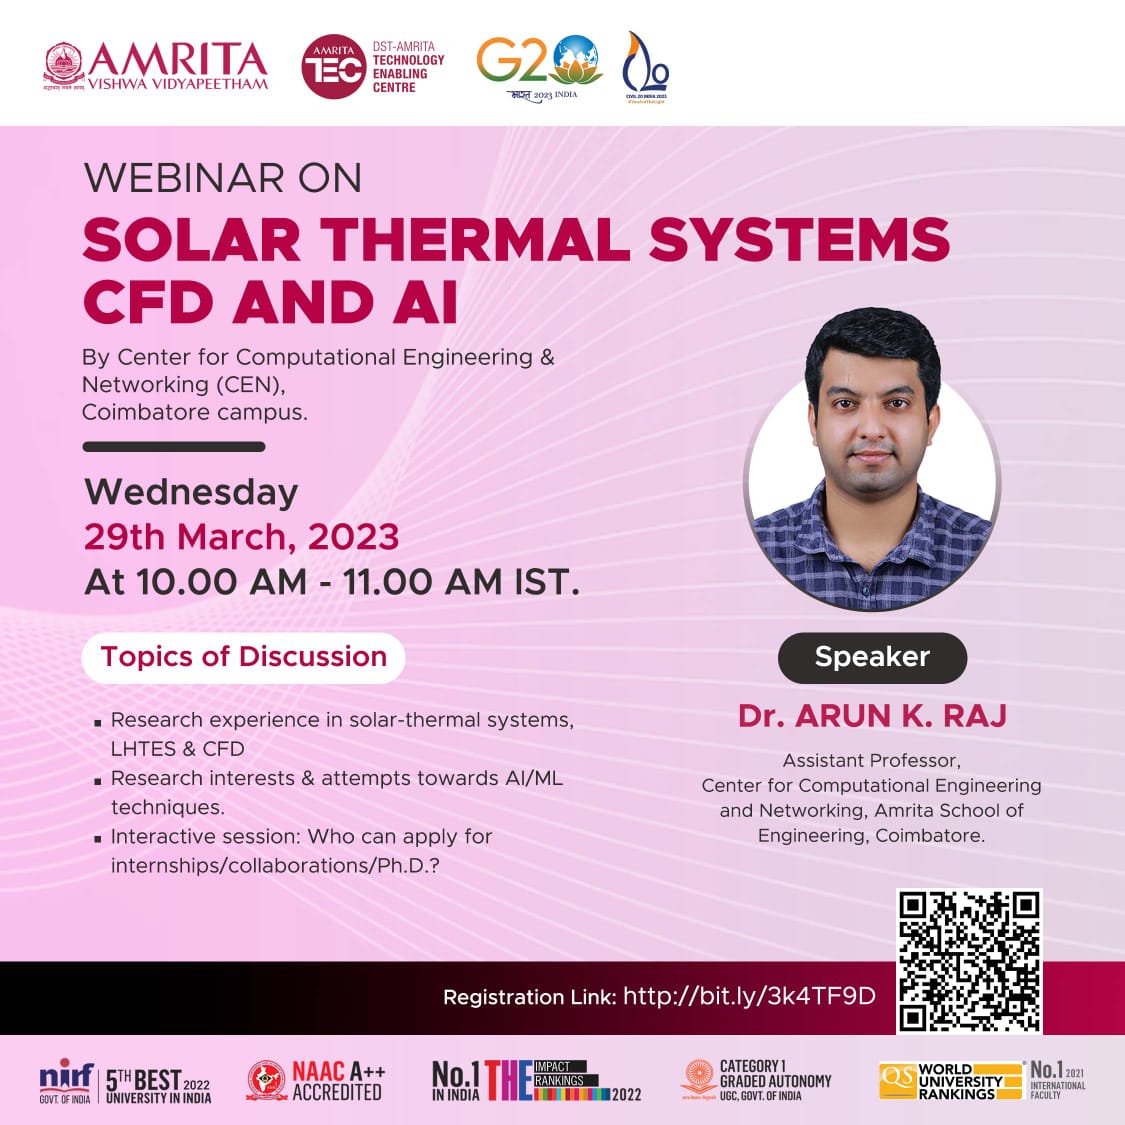 AMRITA
VISHWA VIDYAPEETHAM
AMRITA
TEC
DST-AMRITA
TECHNOLOGY
ENABLING
CENTRE
G20
भारत 2023 INDIA
CIVIL 20 INDIA 2023
#YouAreTheLight
WEBINAR ON
SOLAR THERMAL SYSTEMS
CFD AND AI
By Center for Computational Engineering &
Networking (CEN),
Coimbatore campus.
Wednesday
29th March, 2023
At 10.00 AM - 11.00 AM IST.
Topics of Discussion
▪ Research experience in solar-thermal systems,
LHTES & CFD
▪ Research interests & attempts towards AI/ML
techniques.
▪ Interactive session: Who can apply for
internships/collaborations/Ph.D.?
Speaker
Dr. ARUN K. RAJ
Assistant Professor,
Center for Computational Engineering
and Networking, Amrita School of
Engineering, Coimbatore.
Registration Link: http://bit.ly/3k4TF9D
nirf
GOVT. OF INDIA
5TH BEST 2022
UNIVERSITY IN INDIA
NAAC A++
ACCREDITED
No.1
IN INDIA
THE
IMPACT
RANKINGS
2022
CATEGORY 1
GRADED AUTONOMY
UGC, GOVT. OF INDIA
QS
WORLD
UNIVERSITY
RANKINGS
No.1 2021
INTERNATIONAL
FACULTY